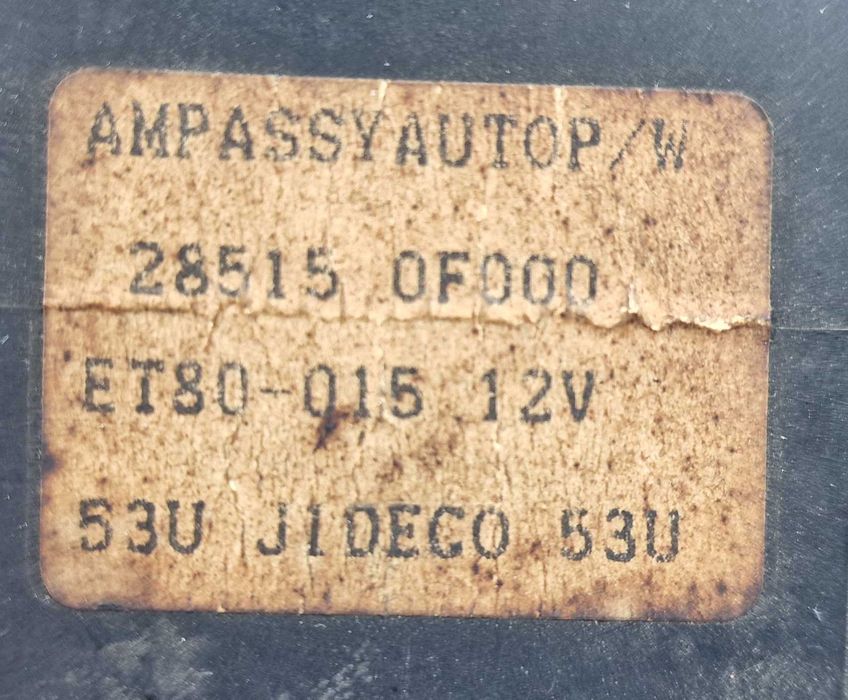 AMPASSYAUTOP/W
28515 0F000
ET80-015 12V
53U JIDECO 53U